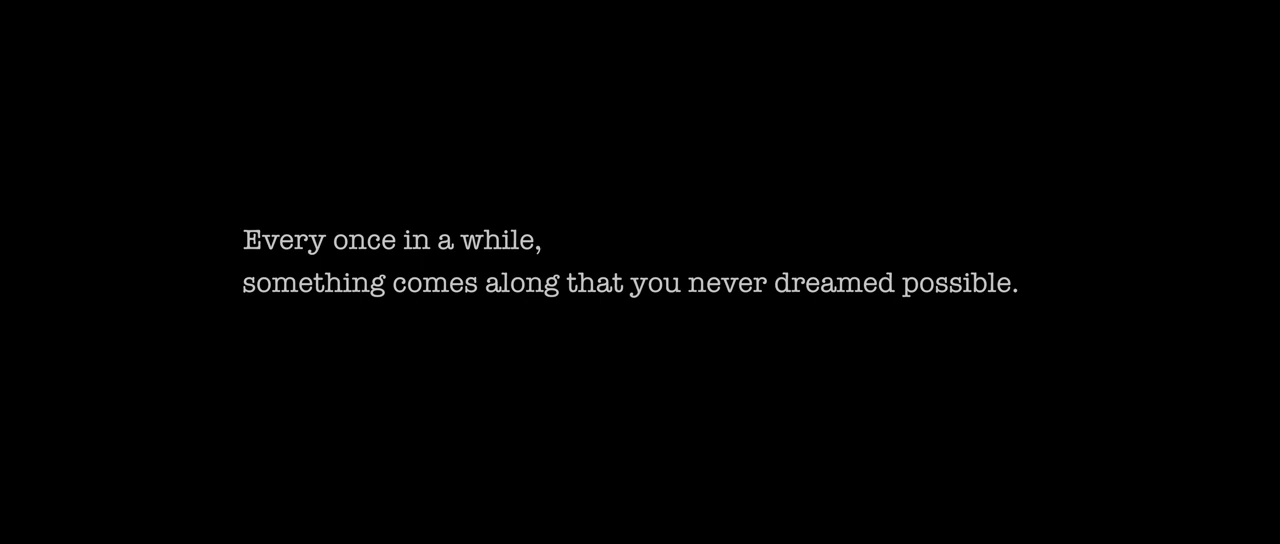 Every once in a while,
something comes along that you never dreamed possible.